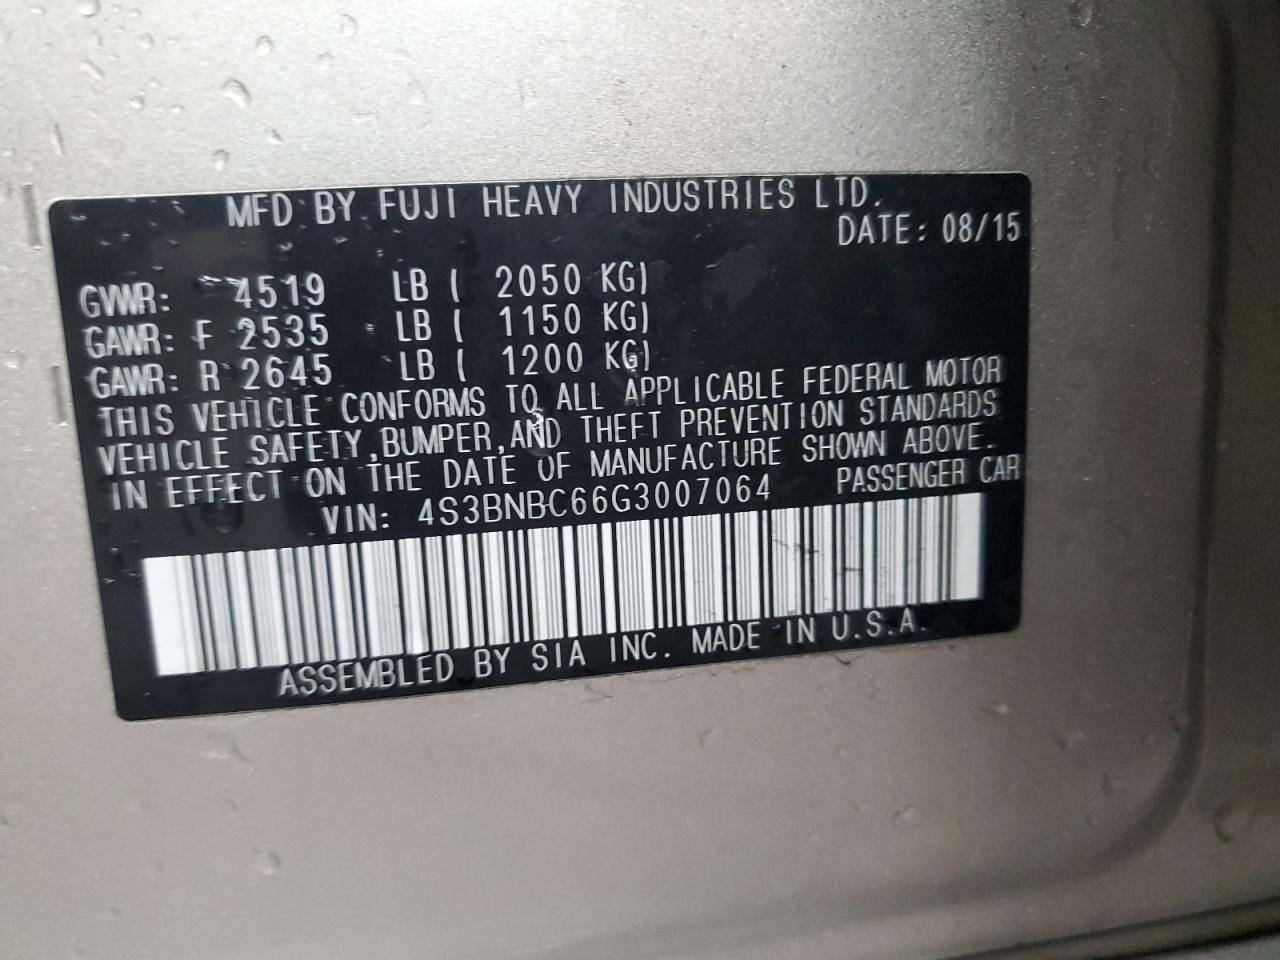 MFD BY FUJI HEAVY INDUSTRIES LTD.
DATE: 08/15
GVWR: 4519 LB ( 2050 KG)
GAWR: F 2535 LB ( 1150 KG)
GAWR: R 2645 LB ( 1200 KG)
THIS VEHICLE CONFORMS TO ALL APPLICABLE FEDERAL MOTOR
VEHICLE SAFETY,BUMPER,AND THEFT PREVENTION STANDARDS
IN EFFECT ON THE DATE OF MANUFACTURE SHOWN ABOVE.
VIN: 4S3BNBC66G3007064 PASSENGER CAR
ASSEMBLED BY SIA INC. MADE IN U.S.A.